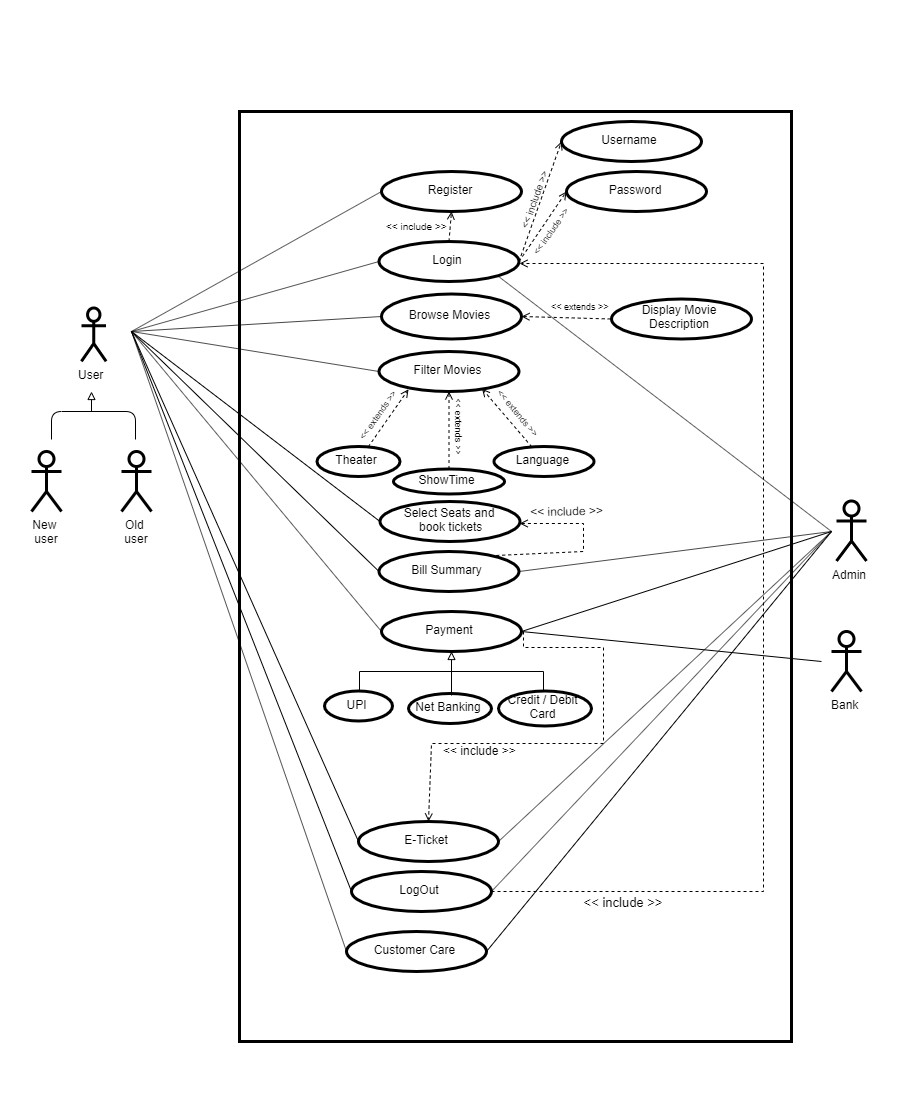 Username
Register
Password
<< include >>
<< include >>
<< include >>
Login
Browse Movies
<< extends >>
Display Movie
Description
Filter Movies
User
<< extends >>
<< extends >>
<< extends >>
Theater
Language
ShowTime
Select Seats and
book tickets
<< include >>
New
user
Old
user
Bill Summary
Admin
Payment
Bank
UPI
Net Banking
Credit / Debit
Card
<< include >>
E-Ticket
LogOut
<< include >>
Customer Care